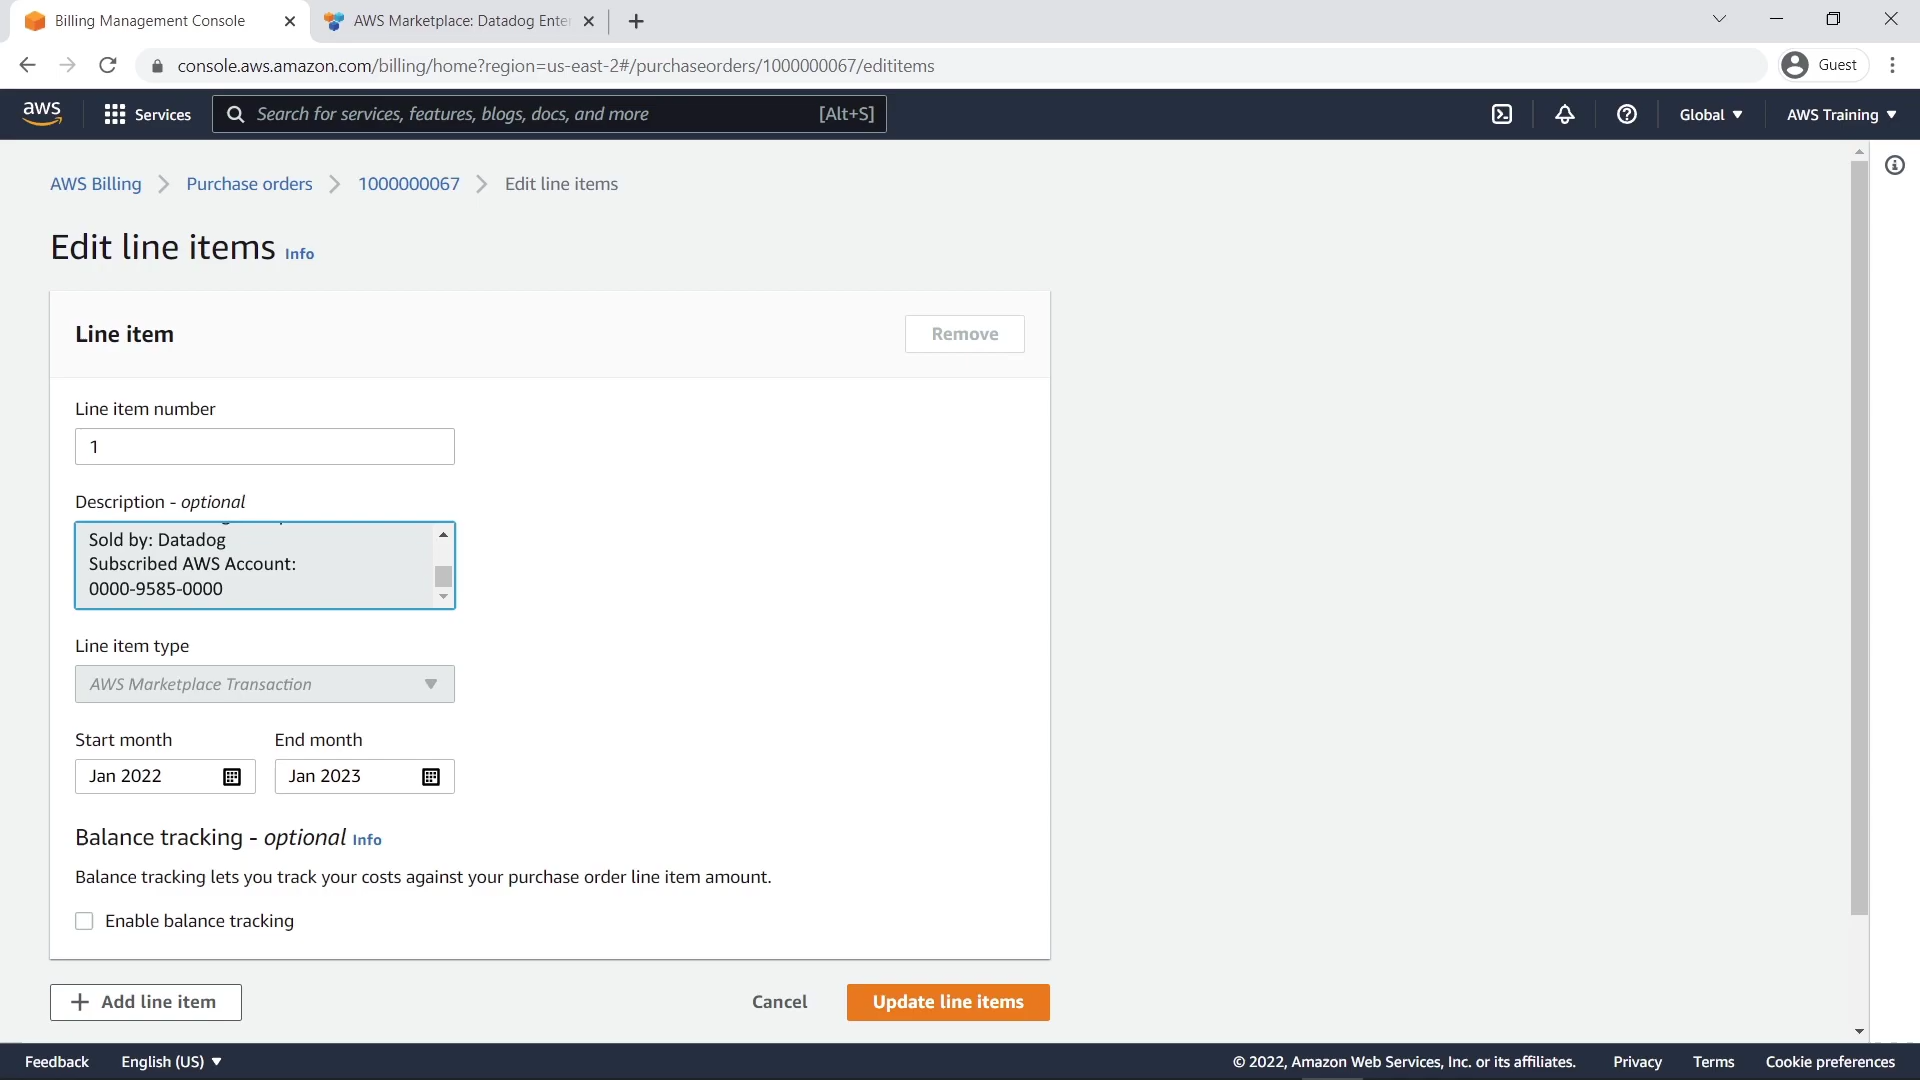 Billing Management Console
AWS Marketplace: Datadog Ente
console.aws.amazon.com/billing/home?region=us-east-2#/purchaseorders/1000000067/edititems
Guest
aws
Services
Search for services, features, blogs, docs, and more
[Alt+S]
Global
AWS Training
AWS Billing
Purchase orders
1000000067
Edit line items
Edit line items Info
Line item
Remove
Line item number
1
Description - optional
Sold by: Datadog
Subscribed AWS Account:
0000-9585-0000
Line item type
AWS Marketplace Transaction
Start month
End month
Jan 2022
Jan 2023
Balance tracking - optional Info
Balance tracking lets you track your costs against your purchase order line item amount.
Enable balance tracking
Add line item
Cancel
Update line items
Feedback
English (US)
© 2022, Amazon Web Services, Inc. or its affiliates.
Privacy
Terms
Cookie preferences